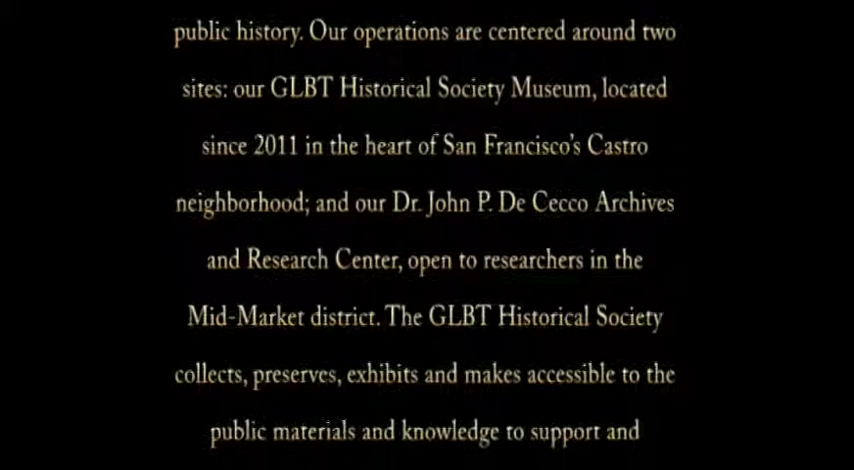 public history. Our operations are centered around two
sites: our GLBT Historical Society Museum, located
since 2011 in the heart of San Francisco's Castro
neighborhood; and our Dr. John P. De Cecco Archives
and Research Center, open to researchers in the
Mid-Market district. The GLBT Historical Society
collects, preserves, exhibits and makes accessible to the
public materials and knowledge to support and